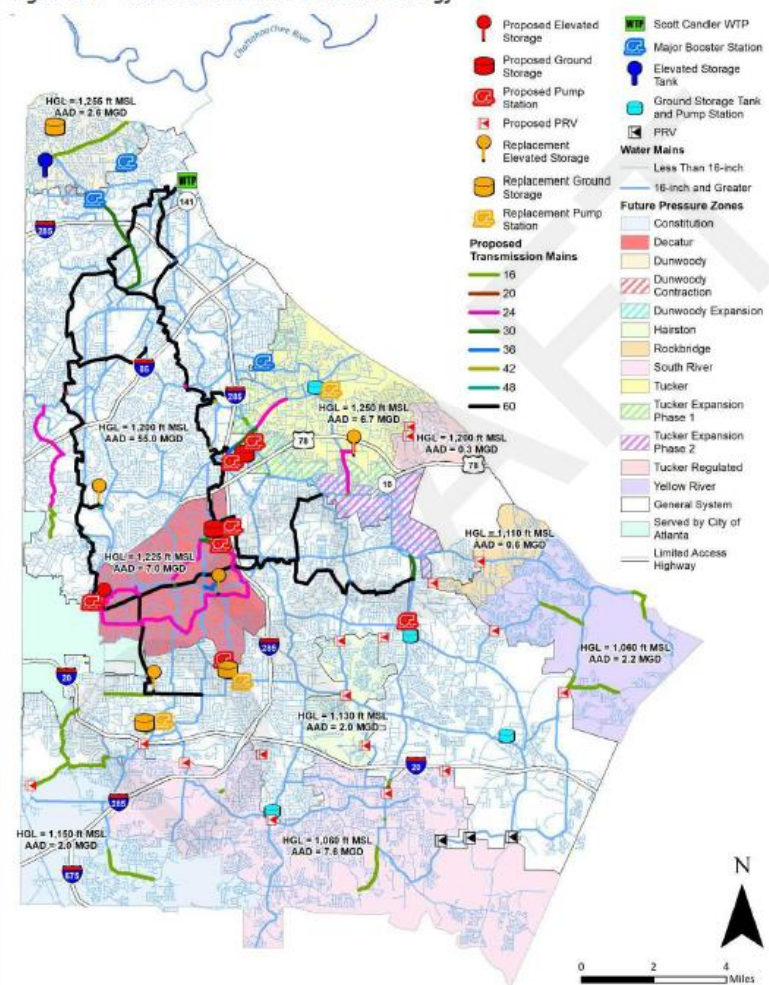 Chattahoochee River
HGL = 1,255 ft MSL
AAD = 2.6 MGD
WTP
141
285
85
285
HGL = 1,200 ft MSL
AAD = 55.0 MGD
HGL = 1,250 ft MSL
AAD = 6.7 MGD
78
HGL = 1,200 ft MSL
AAD = 0.3 MGD
78
10
HGL = 1,110 ft MSL
AAD = 0.6 MGD
HGL = 1,225 ft MSL
AAD = 7.0 MGD
285
20
HGL = 1,060 ft MSL
AAD = 2.2 MGD
HGL = 1,130 ft MSL
AAD = 2.0 MGD
20
285
HGL = 1,150 ft MSL
AAD = 2.0 MGD
HGL = 1,060 ft MSL
AAD = 7.6 MGD
675
Proposed Elevated
Storage
Proposed Ground
Storage
Proposed Pump
Station
Proposed PRV
Replacement
Elevated Storage
Replacement Ground
Storage
Replacement Pump
Station
Proposed
Transmission Mains
16
20
24
30
36
42
48
60
WTP
Scott Candler WTP
Major Booster Station
Elevated Storage
Tank
Ground Storage Tank
and Pump Station
PRV
Water Mains
Less Than 16-inch
16-inch and Greater
Future Pressure Zones
Constitution
Decatur
Dunwoody
Dunwoody
Contraction
Dunwoody Expansion
Hairston
Rockbridge
South River
Tucker
Tucker Expansion
Phase 1
Tucker Expansion
Phase 2
Tucker Regulated
Yellow River
General System
Served by City of
Atlanta
Limited Access
Highway
N
0 2 4
Miles